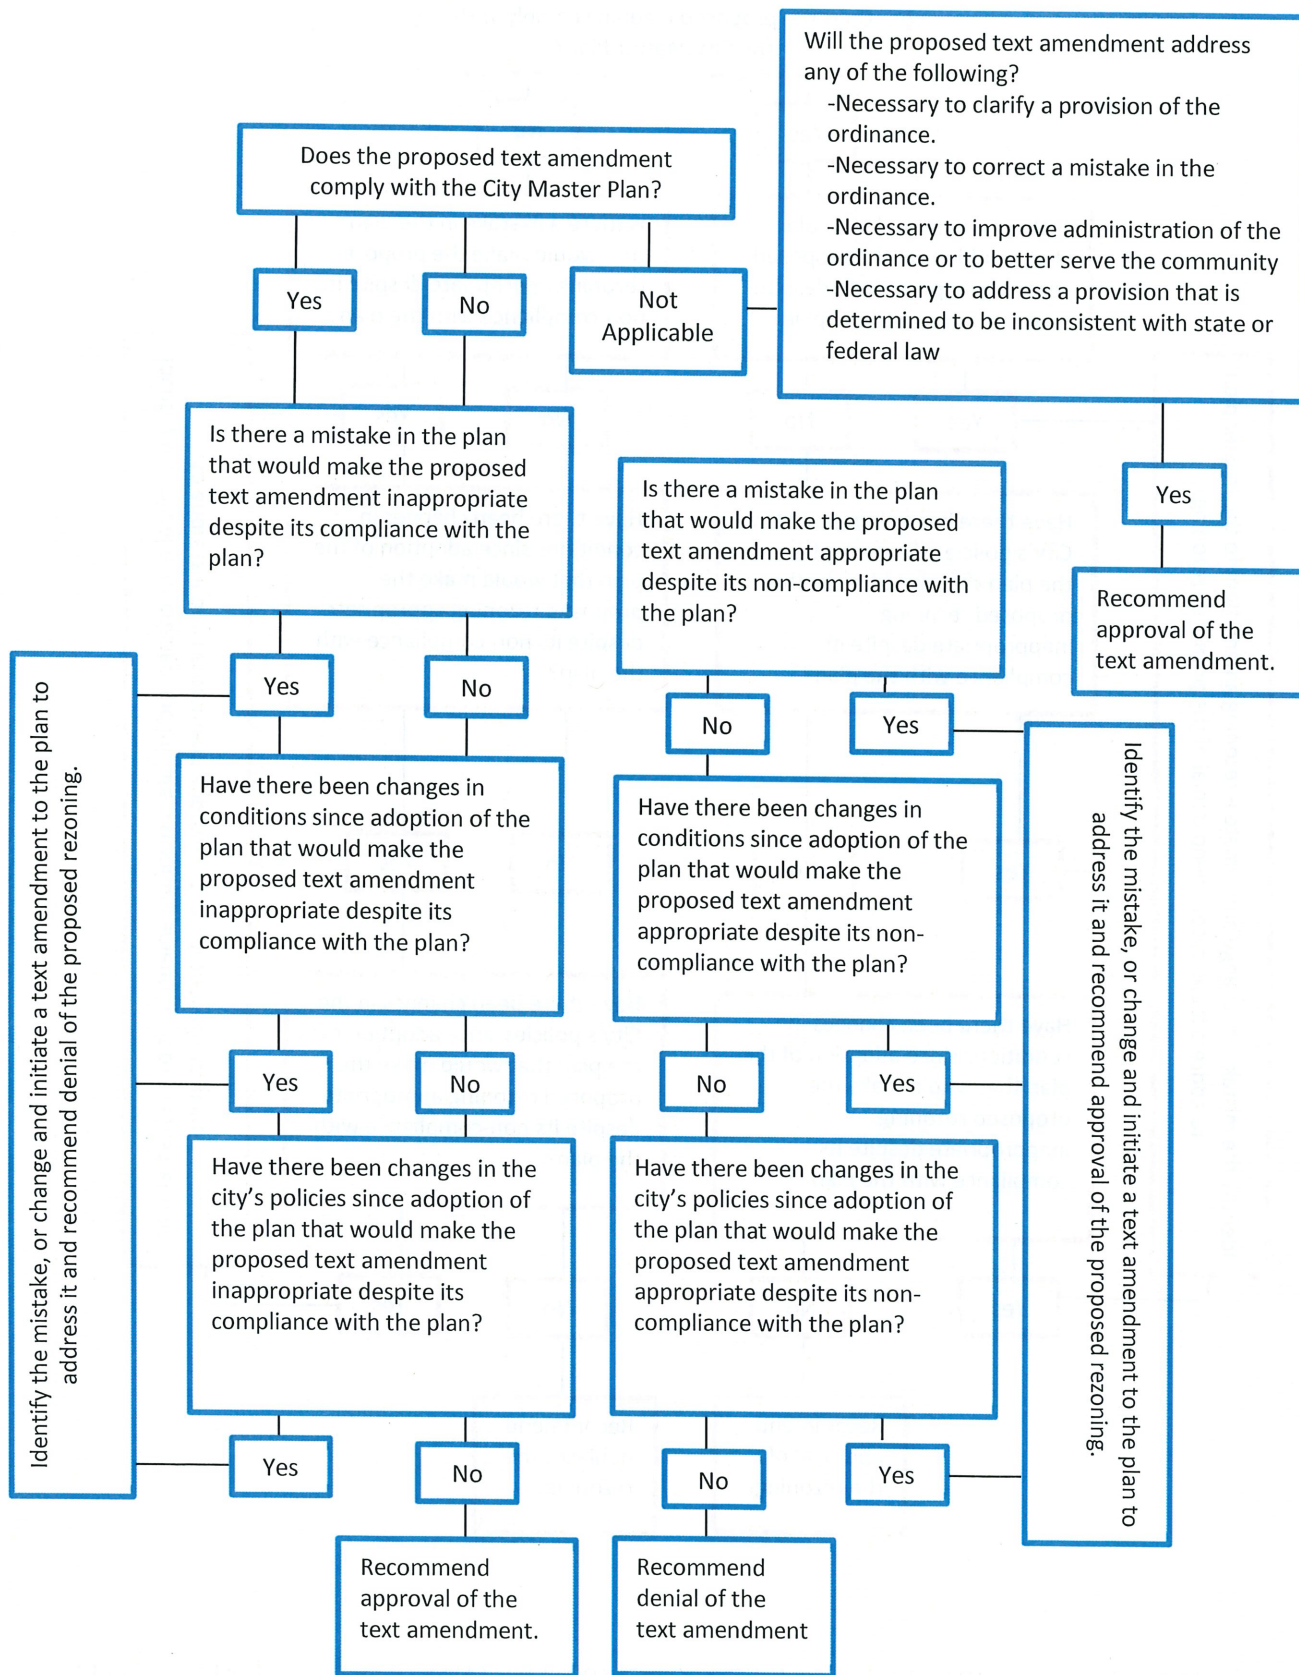 Does the proposed text amendment
comply with the City Master Plan?
Yes
No
Not
Applicable
Will the proposed text amendment address
any of the following?
-Necessary to clarify a provision of the
ordinance.
-Necessary to correct a mistake in the
ordinance.
-Necessary to improve administration of the
ordinance or to better serve the community
-Necessary to address a provision that is
determined to be inconsistent with state or
federal law
Yes
Recommend
approval of the
text amendment.
Is there a mistake in the plan
that would make the proposed
text amendment inappropriate
despite its compliance with the
plan?
Yes
No
Have there been changes in
conditions since adoption of the
plan that would make the
proposed text amendment
inappropriate despite its
compliance with the plan?
Yes
No
Have there been changes in the
city's policies since adoption of
the plan that would make the
proposed text amendment
inappropriate despite its
compliance with the plan?
Yes
No
Recommend
approval of the
text amendment.
Identify the mistake, or change and initiate a text amendment to the plan to
address it and recommend denial of the proposed rezoning.
Is there a mistake in the plan
that would make the proposed
text amendment appropriate
despite its non-compliance with
the plan?
No
Yes
Have there been changes in
conditions since adoption of the
plan that would make the
proposed text amendment
appropriate despite its non-
compliance with the plan?
No
Yes
Have there been changes in the
city's policies since adoption of
the plan that would make the
proposed text amendment
appropriate despite its non-
compliance with the plan?
No
Yes
Recommend
denial of the
text amendment
Identify the mistake, or change and initiate a text amendment to the plan to
address it and recommend approval of the proposed rezoning.